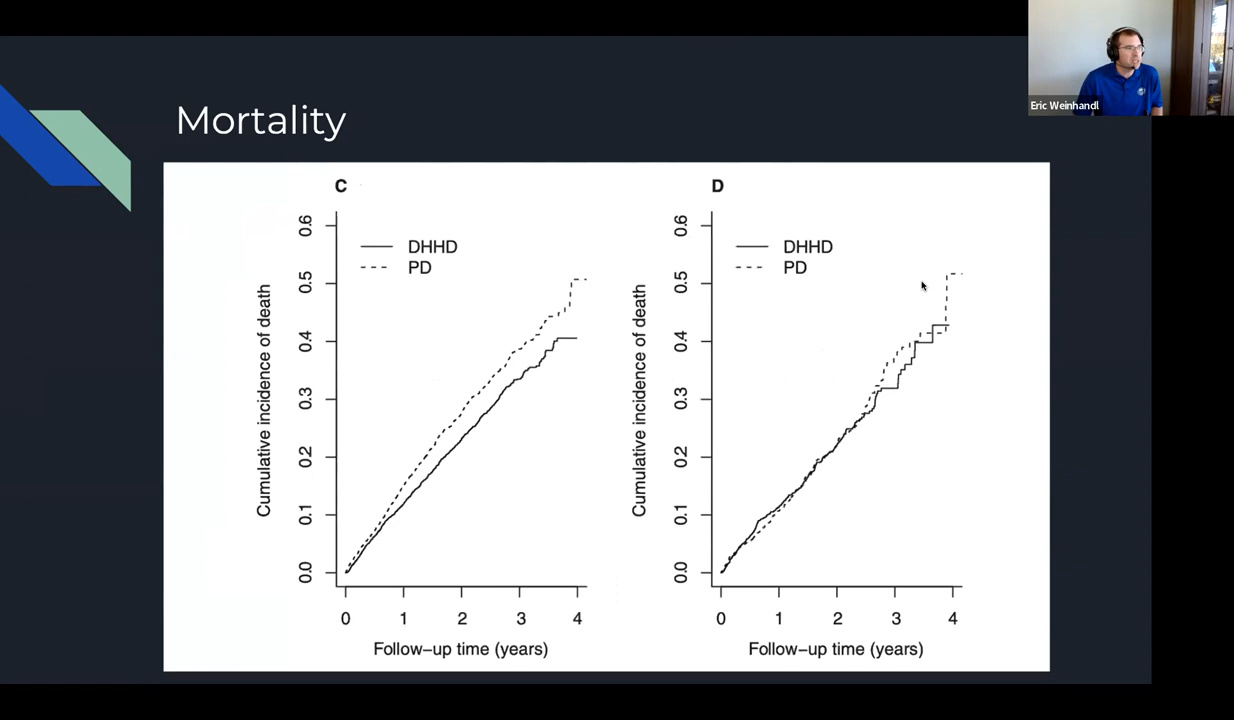 Eric Weinhandl
Mortality
C
DHHD
PD
Cumulative incidence of death
0.6
0.5
0.4
0.3
0.2
0.1
0.0
0 1 2 3 4
Follow-up time (years)
D
DHHD
PD
Cumulative incidence of death
0.6
0.5
0.4
0.3
0.2
0.1
0.0
0 1 2 3 4
Follow-up time (years)